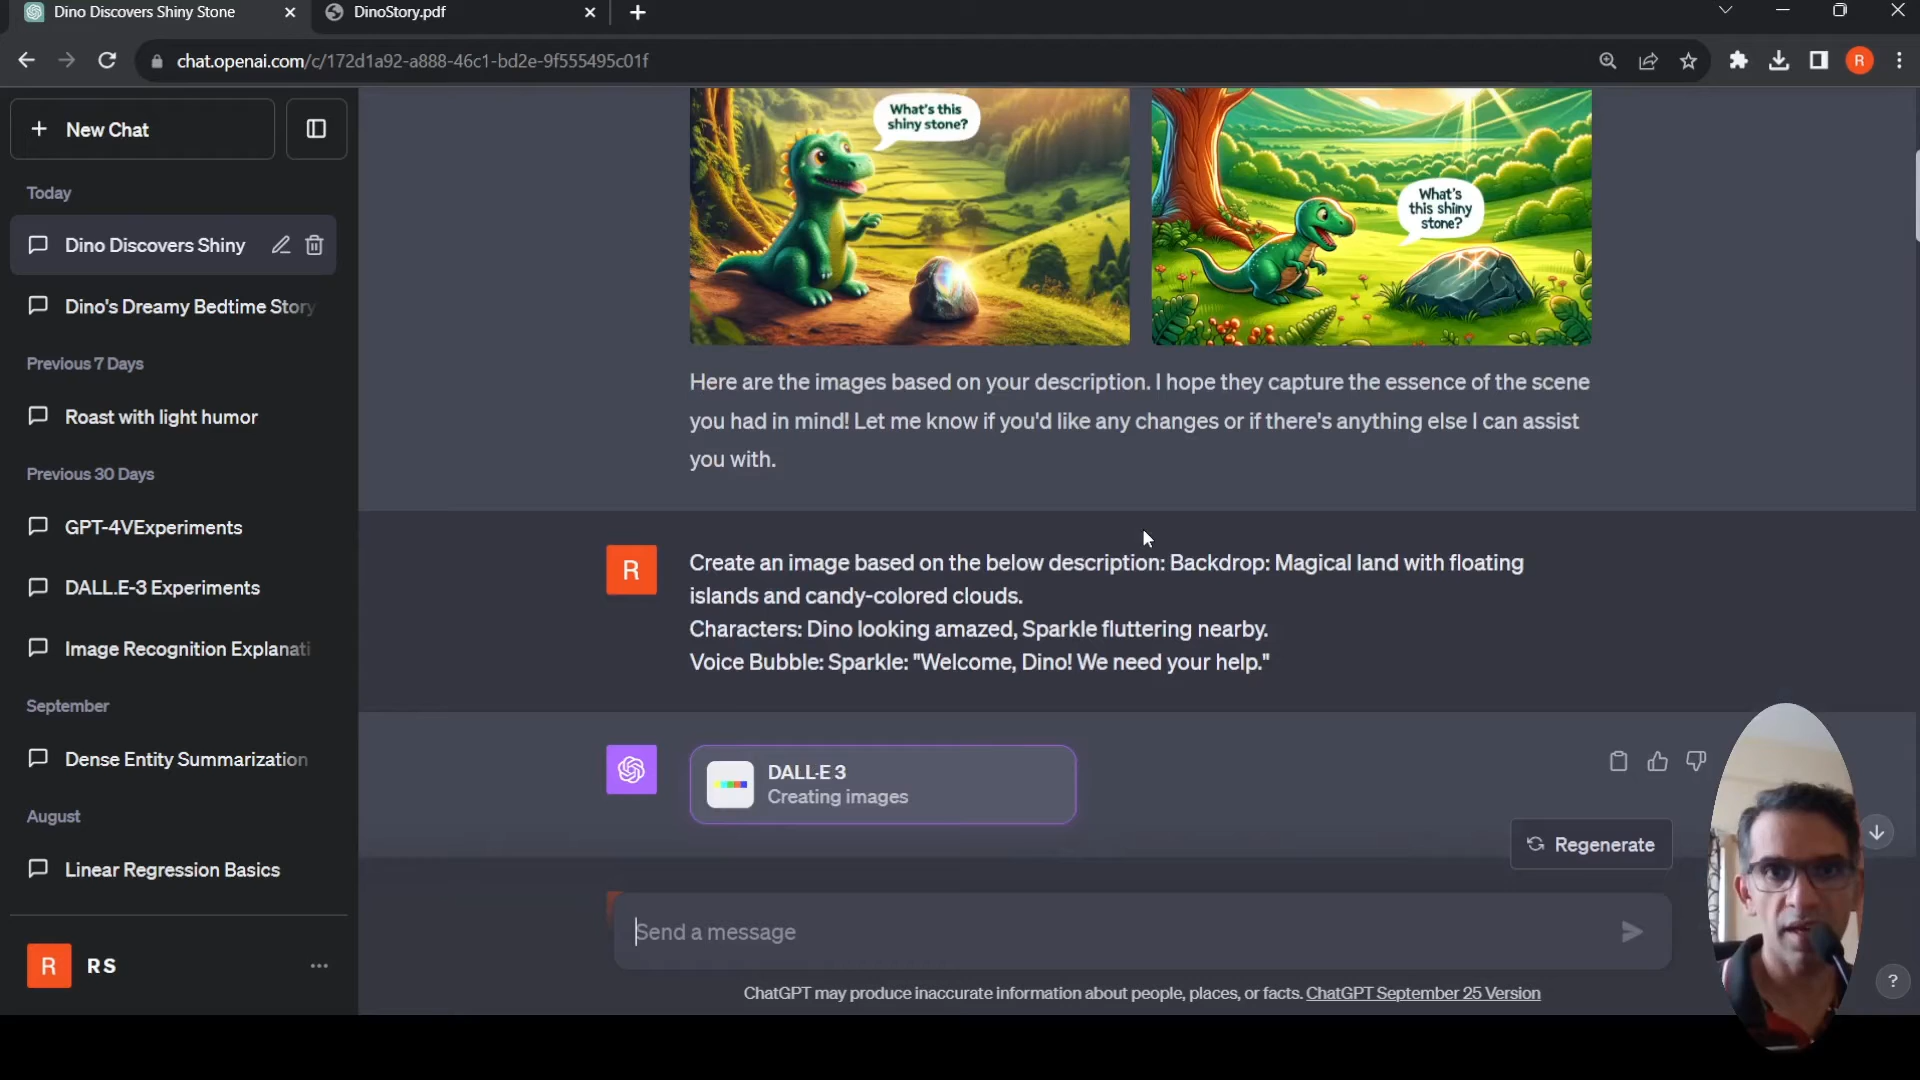 Dino Discovers Shiny Stone
DinoStory.pdf
chat.openai.com/c/172d1a92-a888-46c1-bd2e-9f555495c01f
R
New Chat
Today
Dino Discovers Shiny
Dino's Dreamy Bedtime Story
Previous 7 Days
Roast with light humor
Previous 30 Days
GPT-4VExperiments
DALL.E-3 Experiments
Image Recognition Explanati
September
Dense Entity Summarization
August
Linear Regression Basics
R
RS
What's this
shiny stone?
What's
this shiny
stone?
Here are the images based on your description. I hope they capture the essence of the scene
you had in mind! Let me know if you'd like any changes or if there's anything else I can assist
you with.
R
Create an image based on the below description: Backdrop: Magical land with floating
islands and candy-colored clouds.
Characters: Dino looking amazed, Sparkle fluttering nearby.
Voice Bubble: Sparkle: "Welcome, Dino! We need your help."
DALL·E 3
Creating images
Regenerate
Send a message
ChatGPT may produce inaccurate information about people, places, or facts. ChatGPT September 25 Version
?